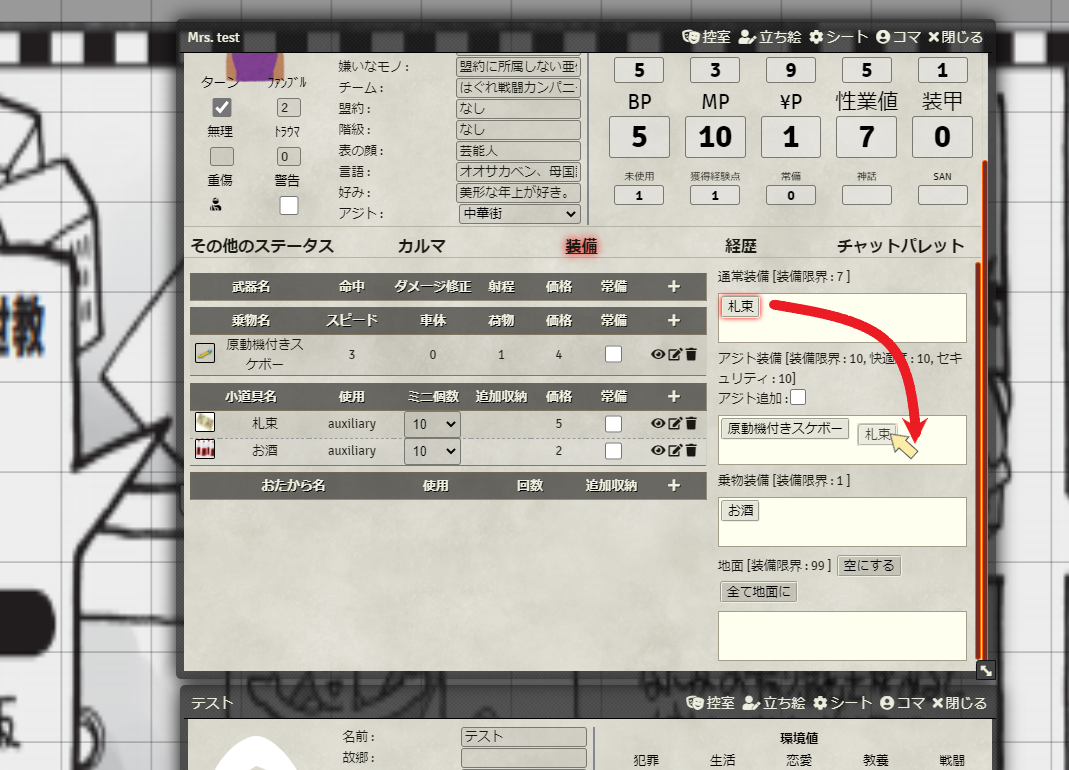 Mrs. test
控室 立ち絵 シート コマ 閉じる
ターン ﾌｧﾝﾌﾞﾙ
2
無理 ﾄﾗｳﾏ
0
重傷 警告
嫌いなモノ: 盟約に所属しない亜
チーム: はぐれ戦闘カンパニ
盟約: なし
階級: なし
表の顔: 芸能人
言語: オオサカベン、母国
好み: 美形な年上が好き。
アジト: 中華街
5 3 9 5 1
BP MP ¥P 性業値 装甲
5 10 1 7 0
未使用 獲得経験点 常備 神話 SAN
1 1 0
その他のステータス カルマ 装備 経歴 チャットパレット
武器名 命中 ダメージ修正 射程 価格 常備 +
乗物名 スピード 車体 荷物 価格 常備 +
原動機付きス
ケボー 3 0 1 4
小道具名 使用 ミニ個数 追加収納 価格 常備 +
札束 auxiliary 10 5
お酒 auxiliary 10 2
おたから名 使用 回数 追加収納 +
通常装備 [装備限界 : 7 ]
札束
アジト装備 [装備限界 : 10, 快適度 : 10, セキ
ュリティ : 10]
アジト追加 :
原動機付きスケボー 札束
乗物装備 [装備限界 : 1 ]
お酒
地面 [装備限界 : 99 ] 空にする
全て地面に
世教
テスト
控室 立ち絵 シート コマ 閉じる
名前: テスト
故郷:
環境値
犯罪 生活 恋愛 教養 戦闘